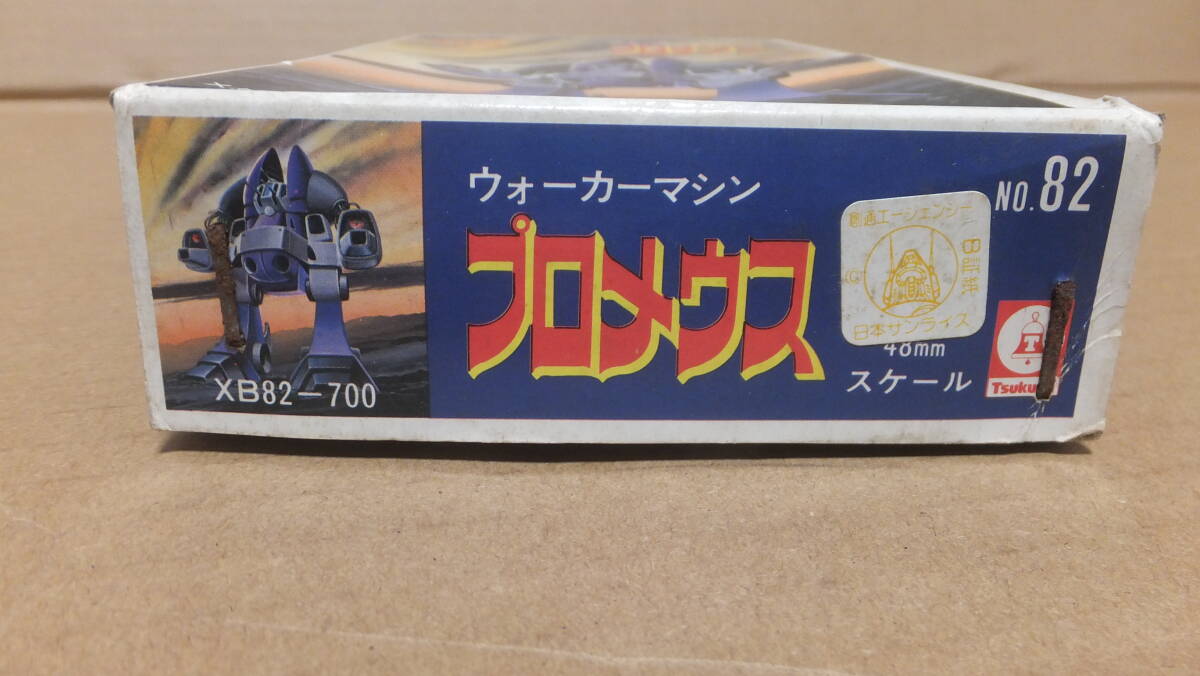 ウォーカーマシン
プロメウス
NO. 82
創通エージェンシー
日本サンライズ
48mm
スケール
XB82-700
T